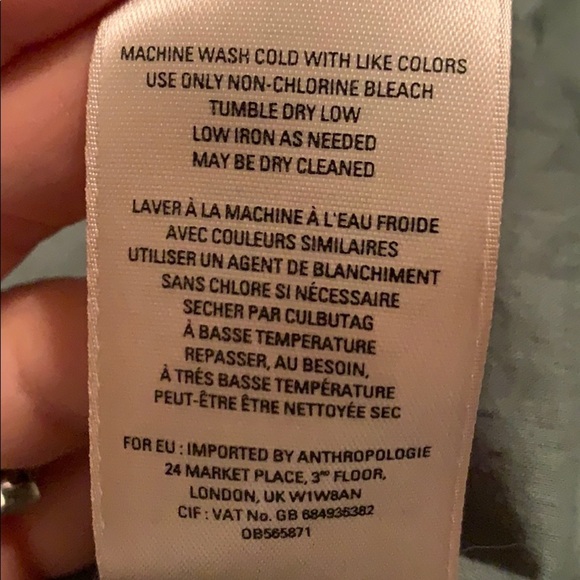 MACHINE WASH COLD WITH LIKE COLORS
USE ONLY NON-CHLORINE BLEACH
TUMBLE DRY LOW
LOW IRON AS NEEDED
MAY BE DRY CLEANED
LAVER À LA MACHINE À L'EAU FROIDE
AVEC COULEURS SIMILAIRES
UTILISER UN AGENT DE BLANCHIMENT
SANS CHLORE SI NÉCESSAIRE
SECHER PAR CULBUTAG
À BASSE TEMPERATURE
REPASSER, AU BESOIN,
À TRÉS BASSE TEMPÉRATURE
PEUT-ÊTRE ÊTRE NETTOYÉE SEC
FOR EU : IMPORTED BY ANTHROPOLOGIE
24 MARKET PLACE, 3RD FLOOR,
LONDON, UK W1W8AN
CIF : VAT No. GB 684935382
OB565871